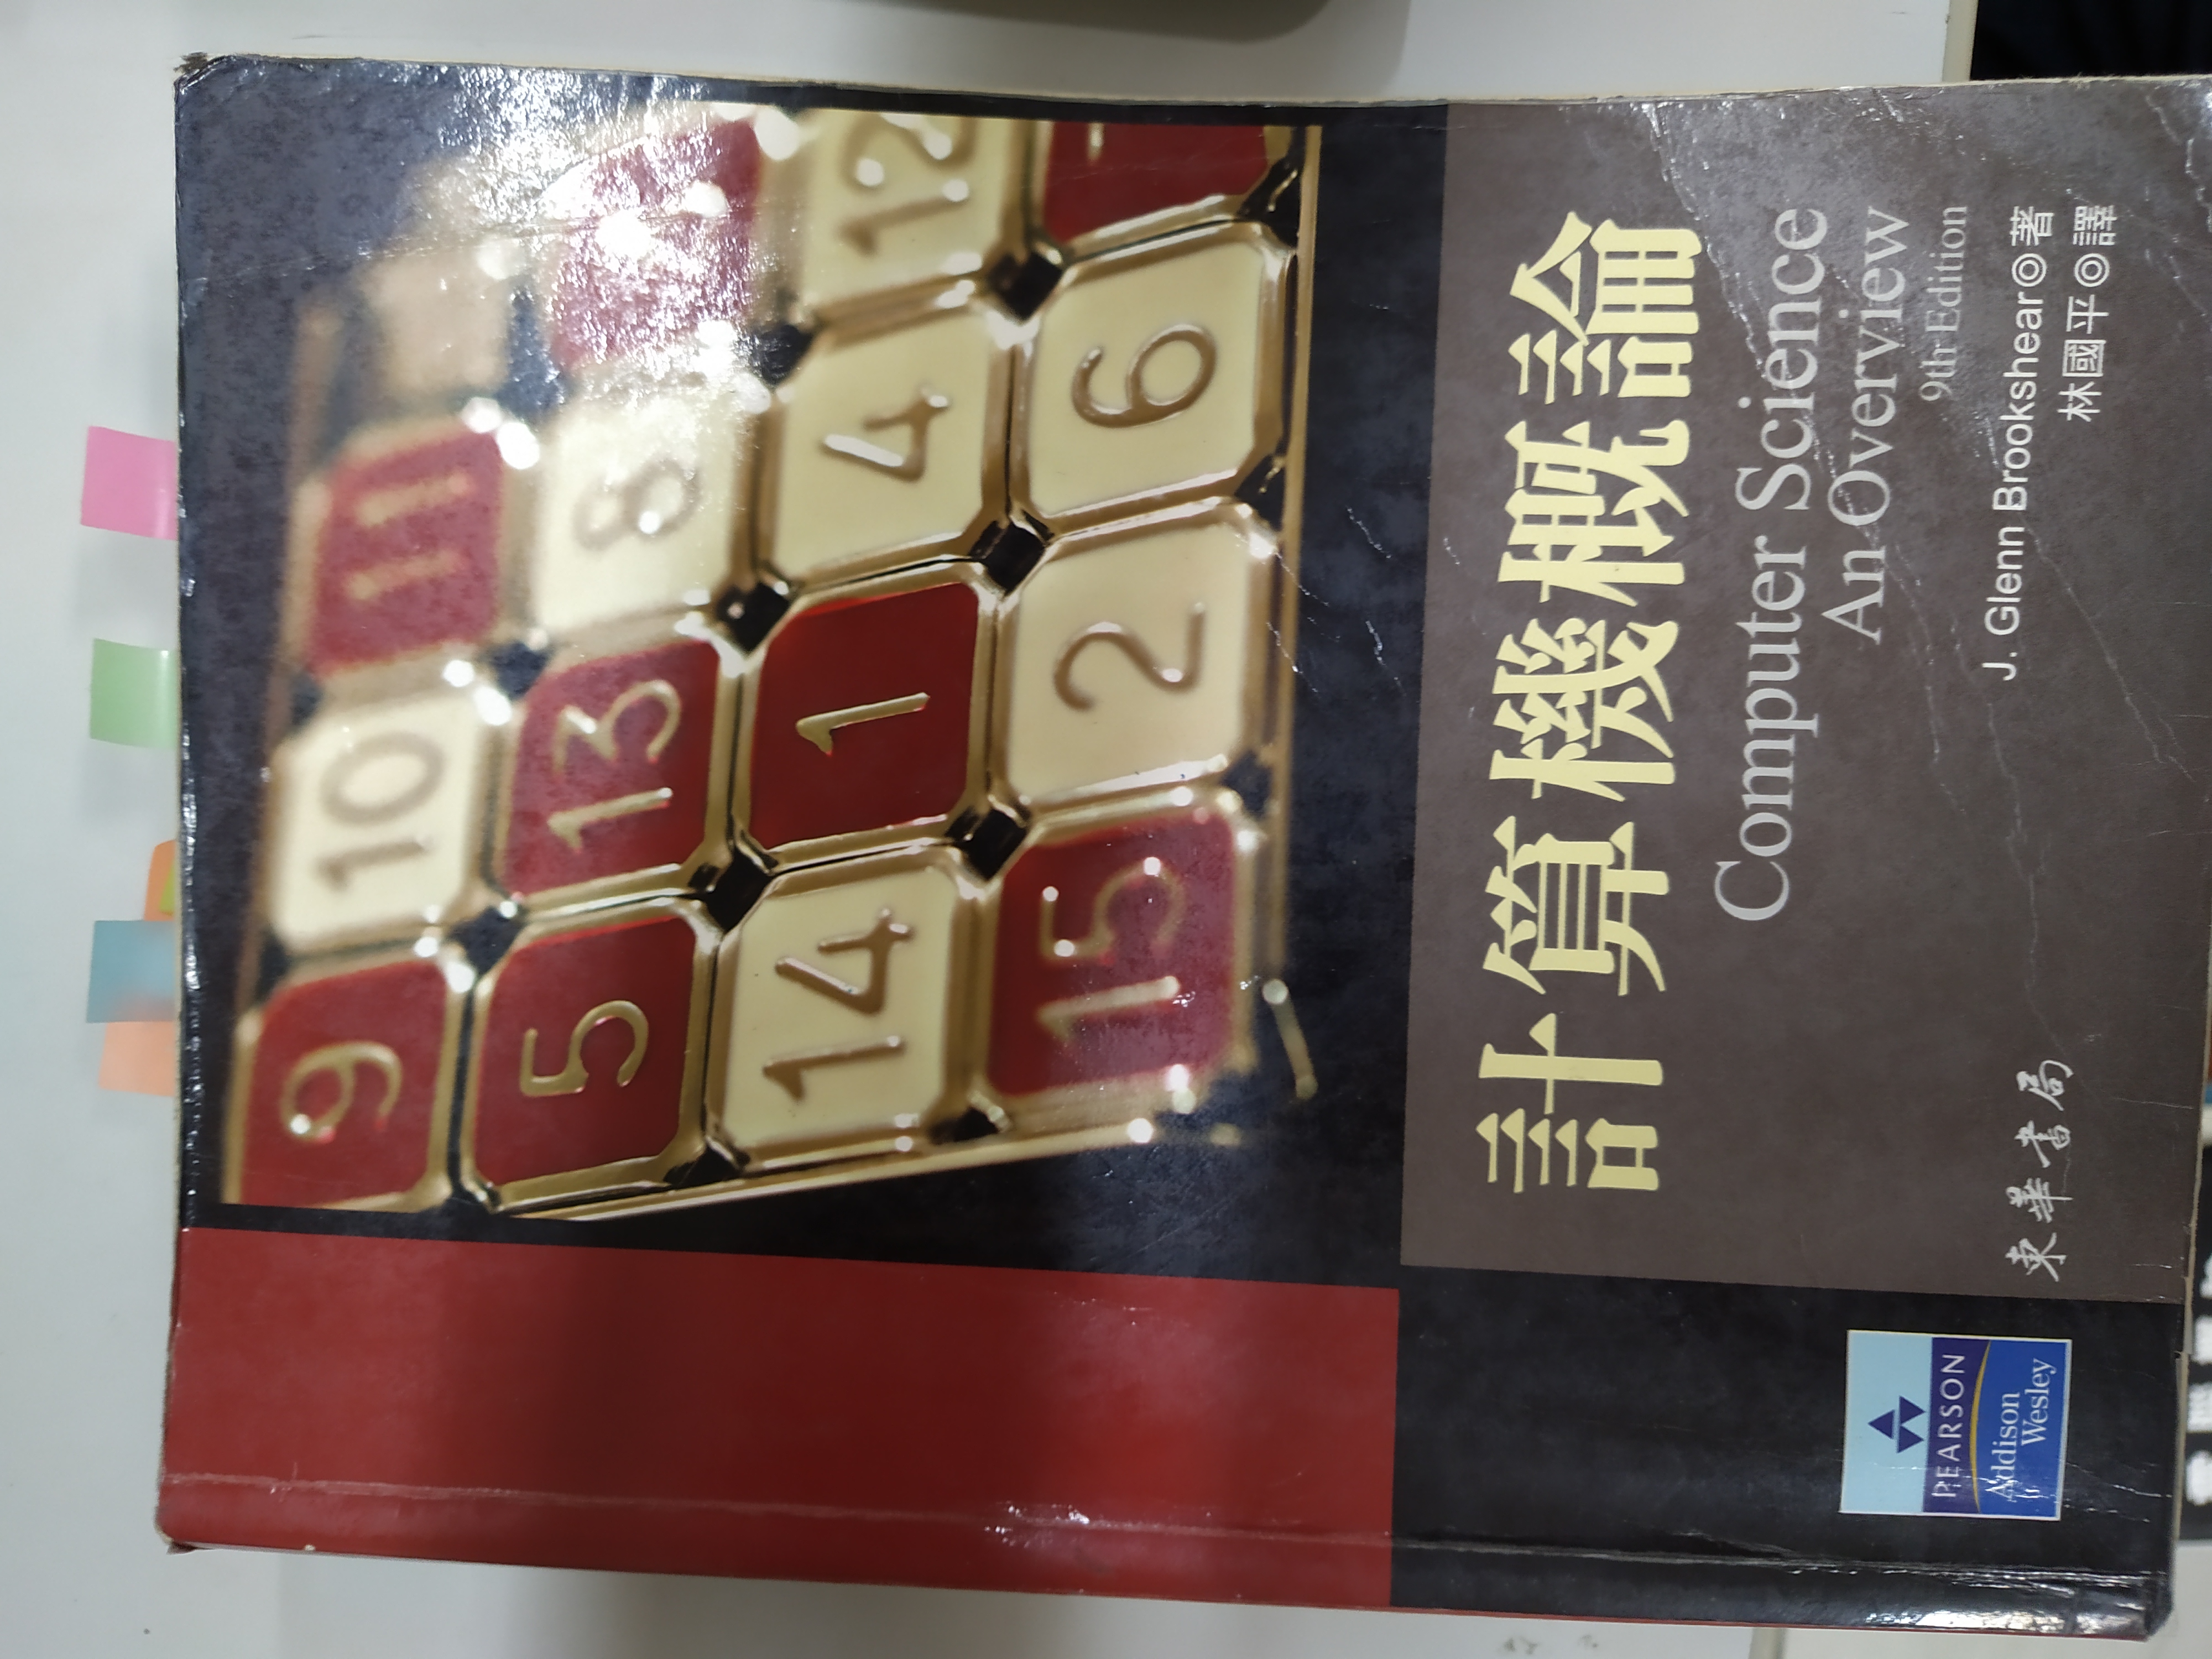 9 10 11
5 13 8
14 1 4 12
15 2 6
計算機概論
Computer Science
An Overview
9th Edition
J. Glenn Brookshear◎著
林國平◎譯
PEARSON
Addison
Wesley
東華書局